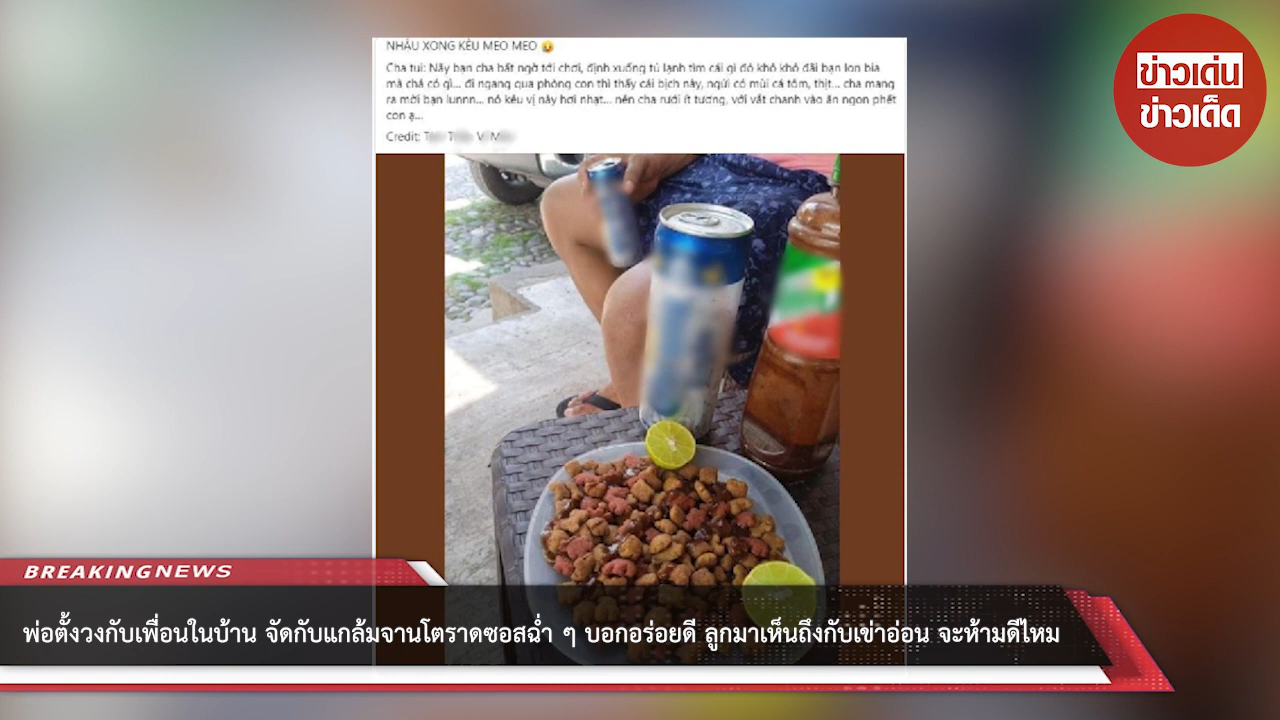 NHẬU XONG KÊU MEO MEO
Cha tui: Nãy bạn cha bất ngờ tới chơi, định xuống tủ lạnh tìm cái gì đó khô khô đãi bạn lon bia
mà chả có gì... đi ngang qua phòng con thì thấy cái bịch này, ngửi có mùi cá tôm, thịt... cha mang
ra mời bạn lunnn... nó kêu vị này hơi nhạt... nên cha rưới ít tương, với vắt chanh vào ăn ngon phết
con ạ...
Credit:
ข่าวเด่น
ข่าวเด็ด
BREAKING NEWS
พ่อตั้งวงกับเพื่อนในบ้าน จัดกับแกล้มจานโตราดซอสฉ่ำ ๆ บอกอร่อยดี ลูกมาเห็นถึงกับเข่าอ่อน จะห้ามดีไหม